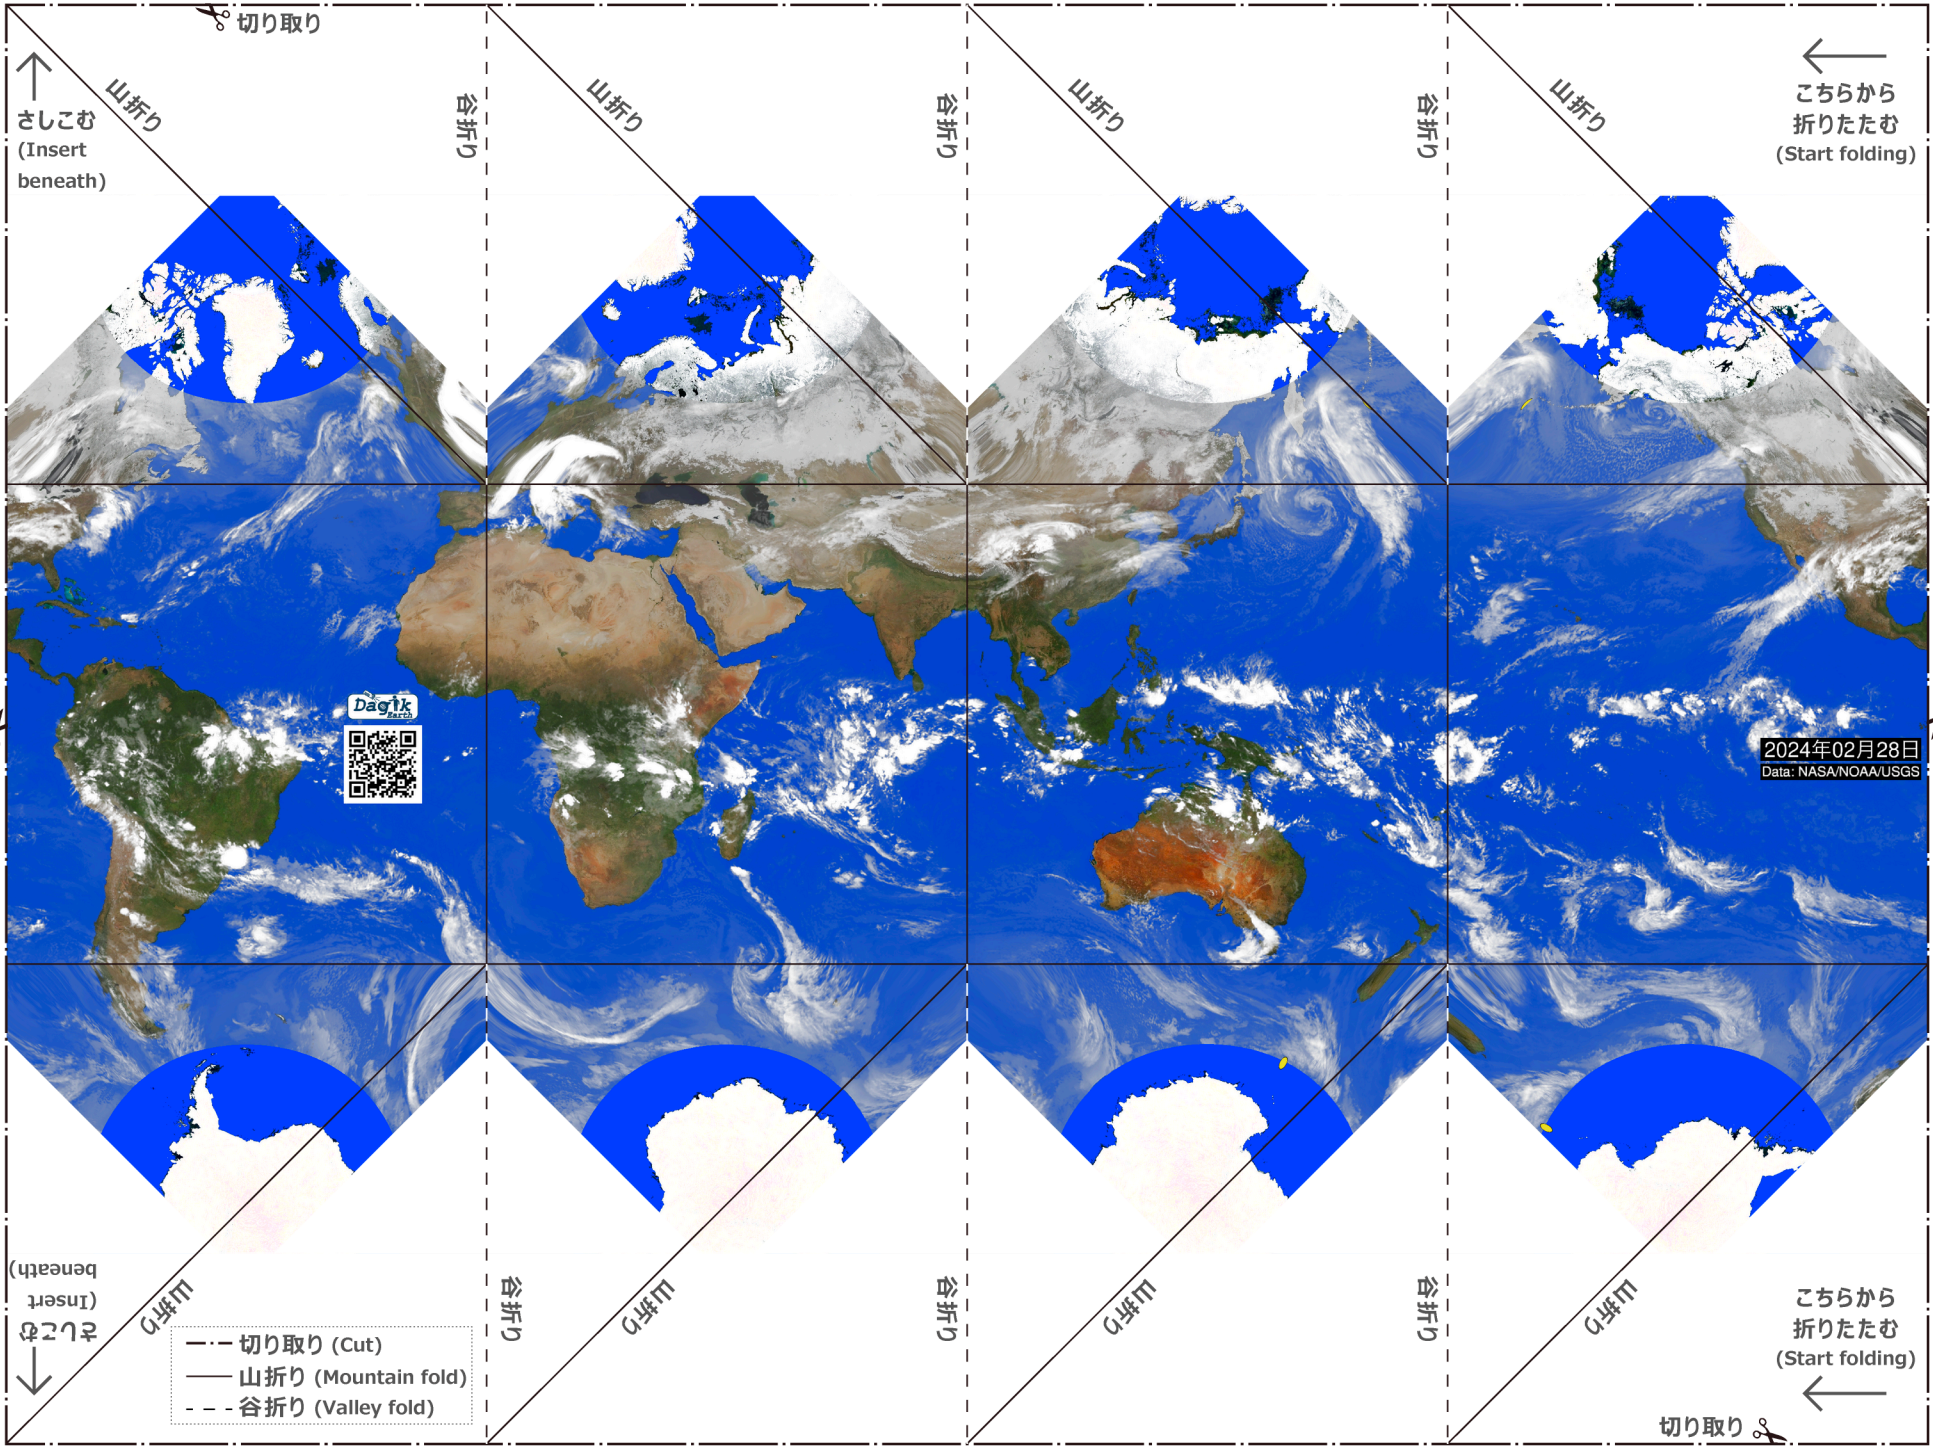 切り取り
山折り
谷折り
山折り
谷折り
山折り
谷折り
山折り
さしこむ
(Insert
beneath)
こちらから
折りたたむ
(Start folding)
Dagik
Earth
2024年02月28日
Data: NASA/NOAA/USGS
さしこむ
(Insert
beneath)
山折り
谷折り
山折り
谷折り
山折り
谷折り
山折り
切り取り (Cut)
山折り (Mountain fold)
谷折り (Valley fold)
こちらから
折りたたむ
(Start folding)
切り取り